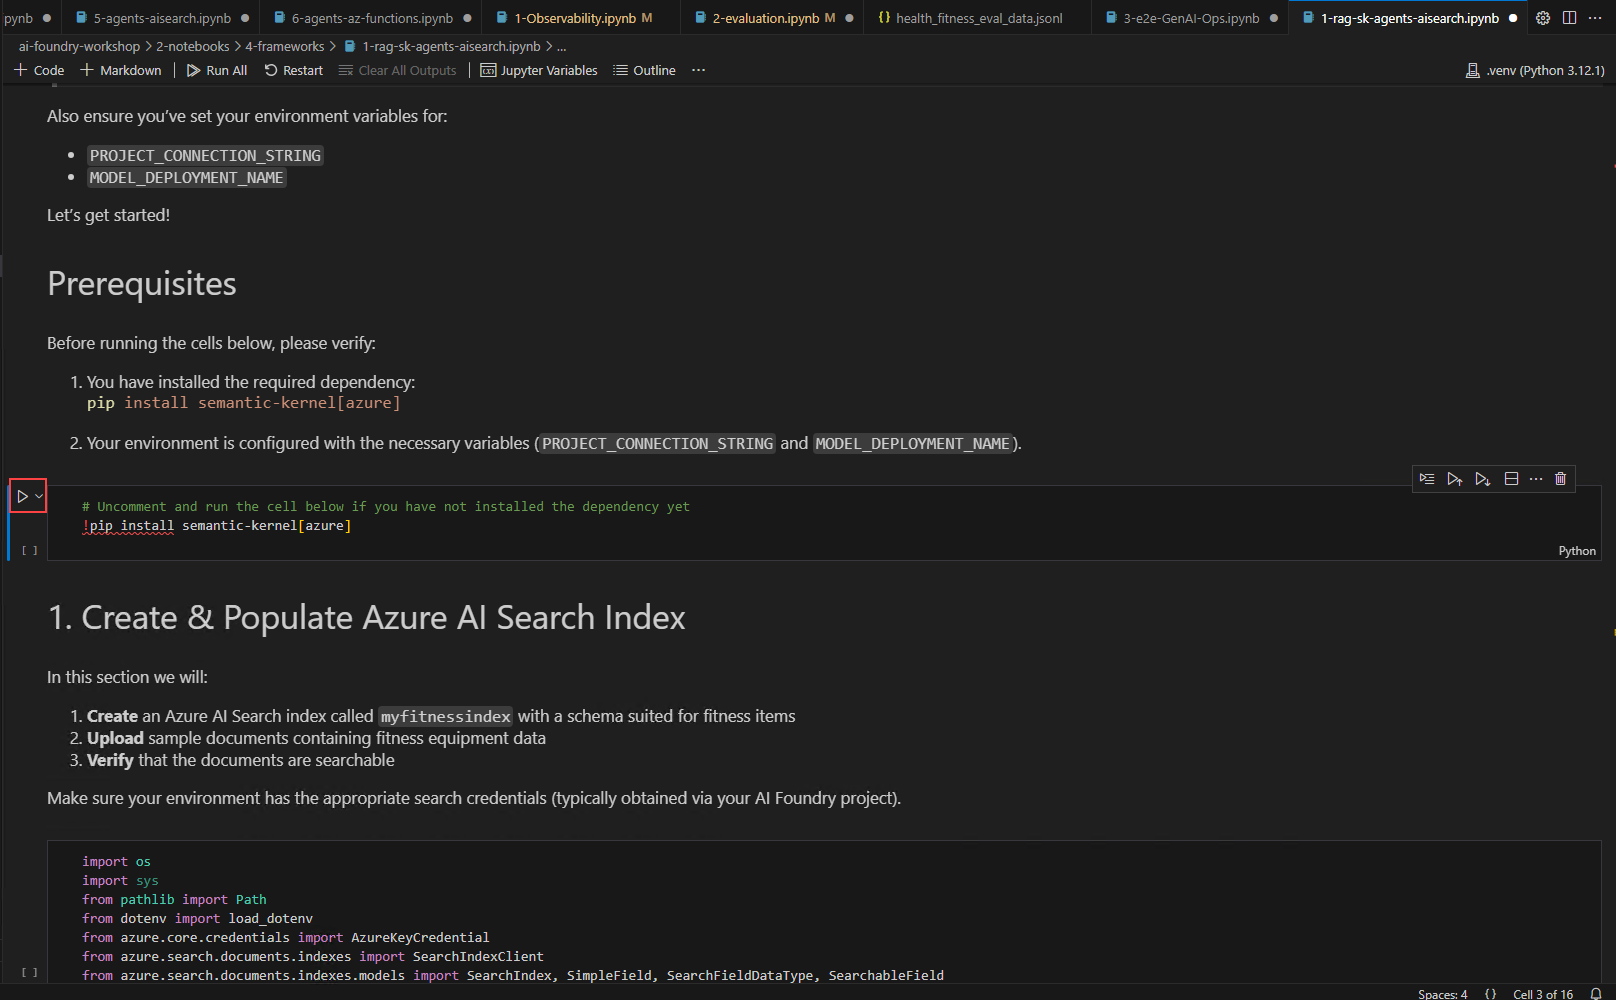 pynb
5-agents-aisearch.ipynb
6-agents-az-functions.ipynb
1-Observability.ipynb M
2-evaluation.ipynb M
{} health_fitness_eval_data.jsonl
3-e2e-GenAI-Ops.ipynb
1-rag-sk-agents-aisearch.ipynb
ai-foundry-workshop > 2-notebooks > 4-frameworks > 1-rag-sk-agents-aisearch.ipynb > ...
+ Code + Markdown | Run All Restart Clear All Outputs | Jupyter Variables Outline ...
.venv (Python 3.12.1)
Also ensure you’ve set your environment variables for:
• PROJECT_CONNECTION_STRING
• MODEL_DEPLOYMENT_NAME
Let’s get started!
Prerequisites
Before running the cells below, please verify:
1. You have installed the required dependency:
pip install semantic-kernel[azure]
2. Your environment is configured with the necessary variables (PROJECT_CONNECTION_STRING and MODEL_DEPLOYMENT_NAME).
# Uncomment and run the cell below if you have not installed the dependency yet
!pip install semantic-kernel[azure]
[ ]
Python
1. Create & Populate Azure AI Search Index
In this section we will:
1. Create an Azure AI Search index called myfitnessindex with a schema suited for fitness items
2. Upload sample documents containing fitness equipment data
3. Verify that the documents are searchable
Make sure your environment has the appropriate search credentials (typically obtained via your AI Foundry project).
import os
import sys
from pathlib import Path
from dotenv import load_dotenv
from azure.core.credentials import AzureKeyCredential
from azure.search.documents.indexes import SearchIndexClient
[ ]
from azure.search.documents.indexes.models import SearchIndex, SimpleField, SearchFieldDataType, SearchableField
Spaces: 4 {} Cell 3 of 16